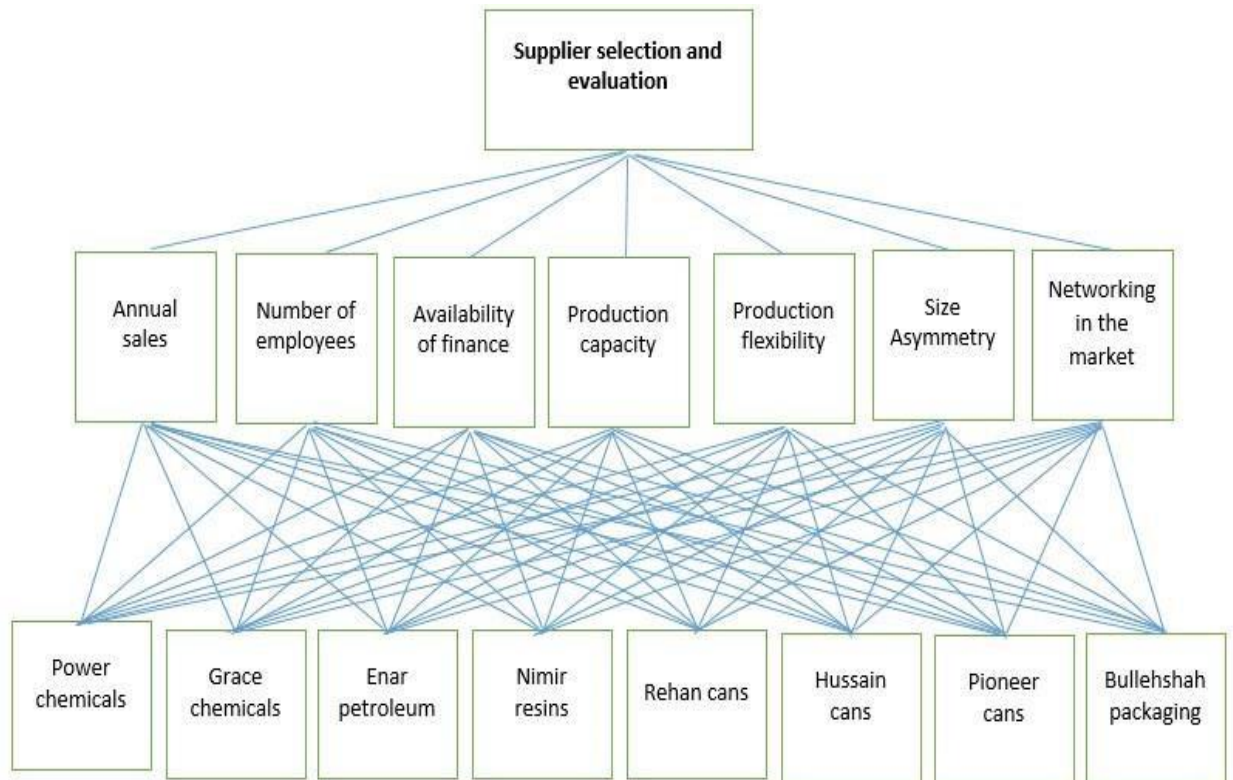 Supplier selection and
evaluation
Annual
sales
Number of
employees
Availability
of finance
Production
capacity
Production
flexibility
Size
Asymmetry
Networking
in the
market
Power
chemicals
Grace
chemicals
Enar
petroleum
Nimir
resins
Rehan cans
Hussain
cans
Pioneer
cans
Bullehshah
packaging